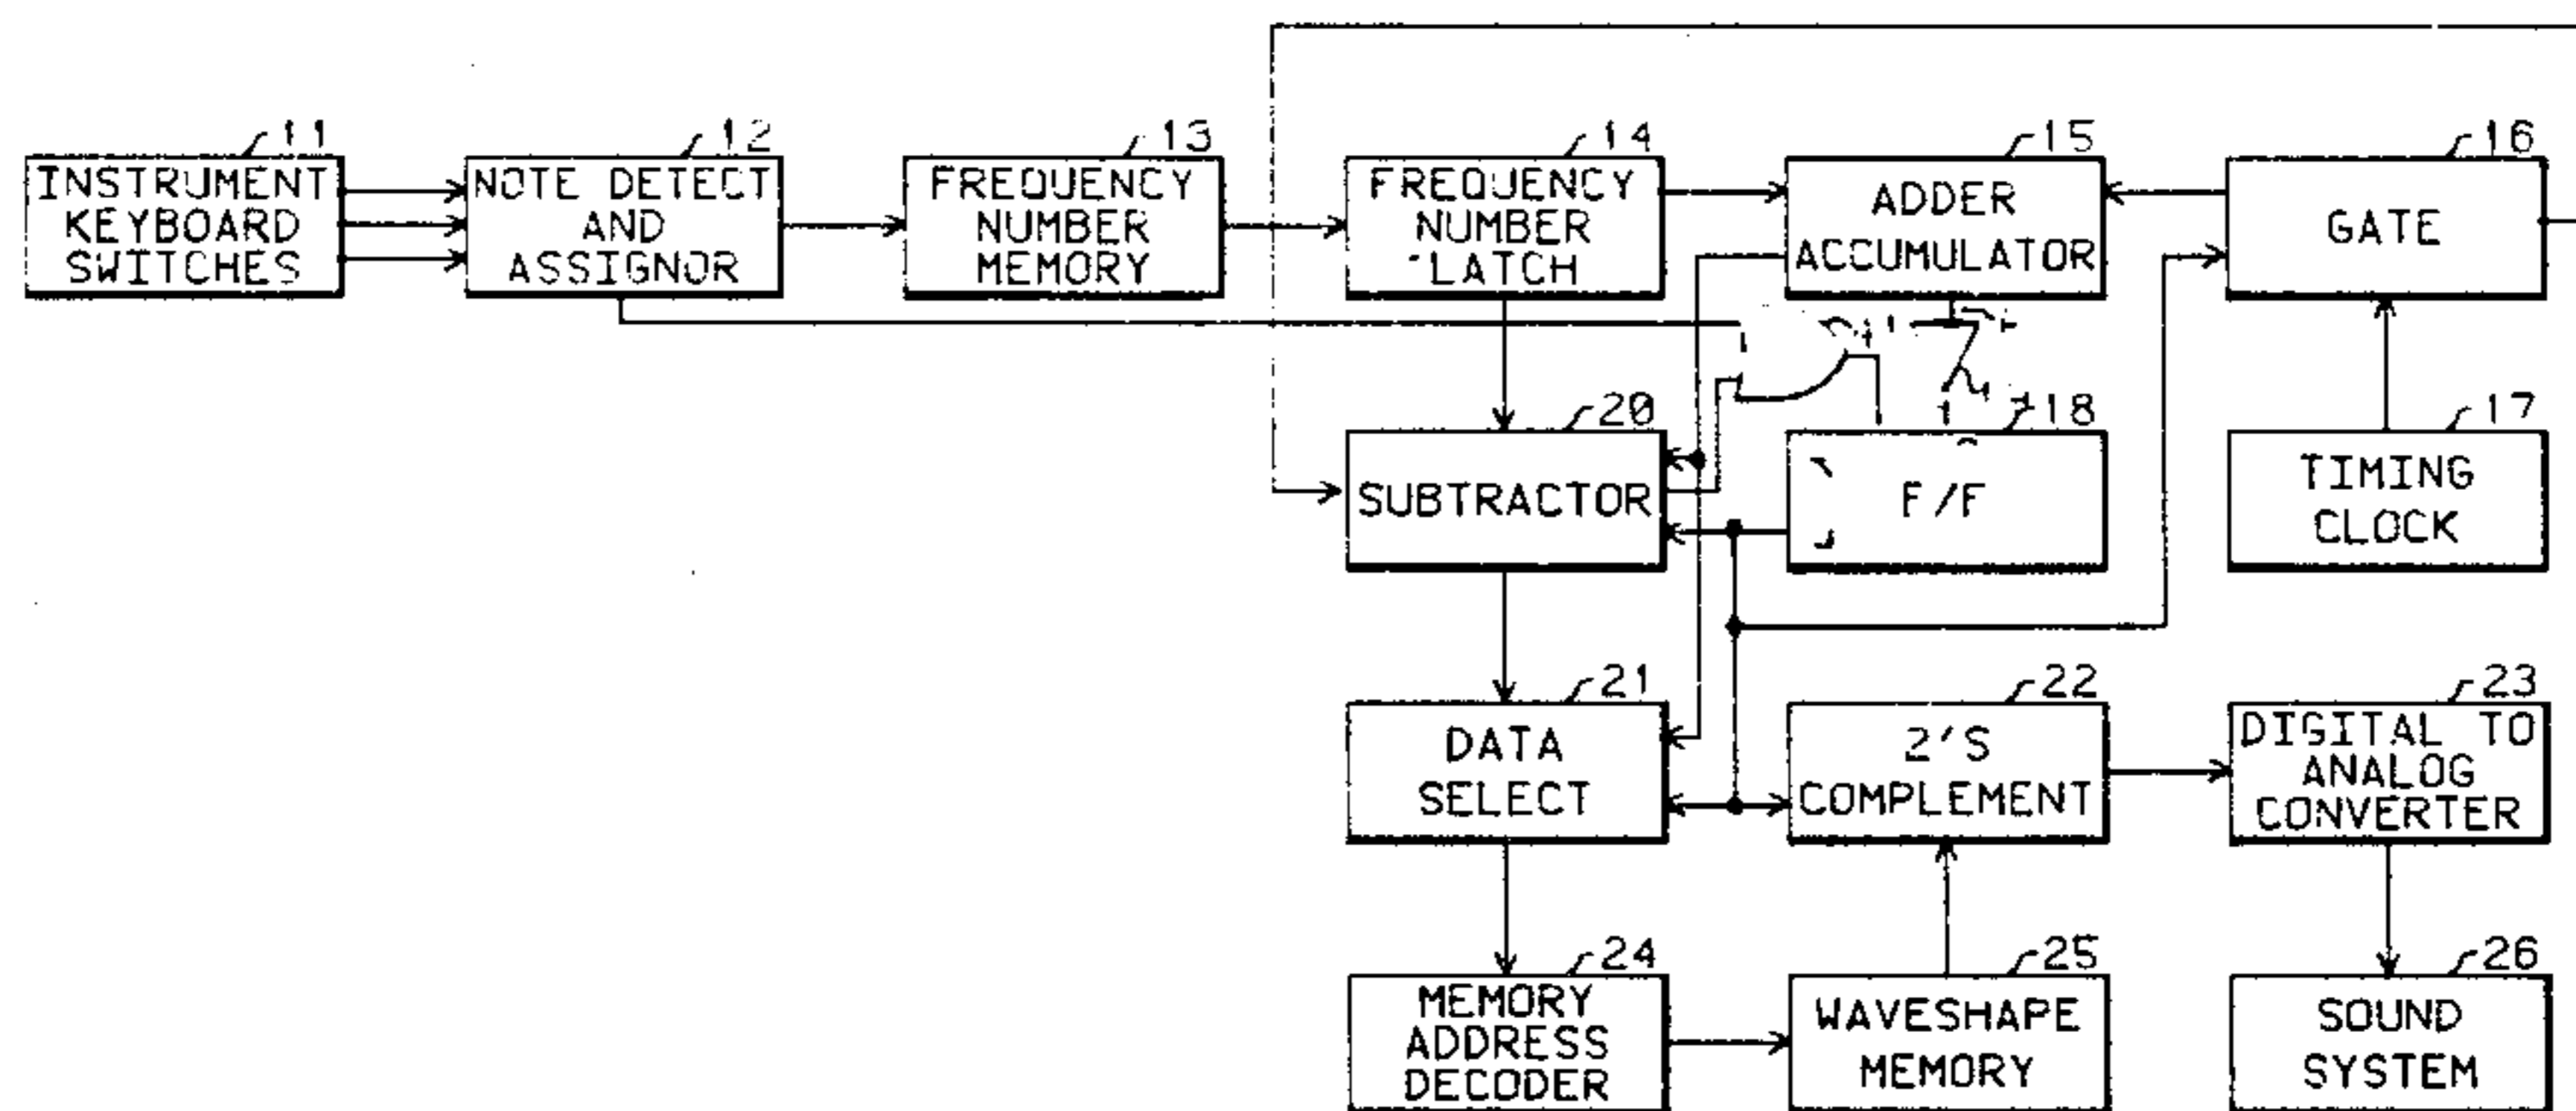 11
INSTRUMENT
KEYBOARD
SWITCHES
12
NOTE DETECT
AND
ASSIGNOR
13
FREQUENCY
NUMBER
MEMORY
14
FREQUENCY
NUMBER
LATCH
15
ADDER
ACCUMULATOR
16
GATE
20
SUBTRACTOR
18
F/F
17
TIMING
CLOCK
21
DATA
SELECT
22
2'S
COMPLEMENT
23
DIGITAL TO
ANALOG
CONVERTER
24
MEMORY
ADDRESS
DECODER
25
WAVESHAPE
MEMORY
26
SOUND
SYSTEM